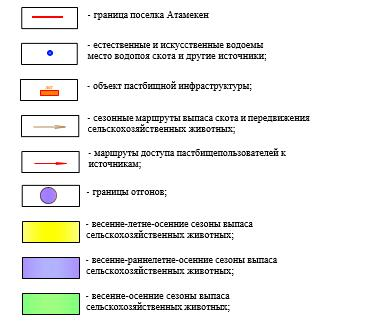 - граница поселка Атамекен
- естественные и искусственные водоемы
место водопоя скота и другие источники;
- объект пастбищной инфраструктуры;
- сезонные маршруты выпаса скота и передвижения
сельскохозяйственных животных;
- маршруты доступа пастбищепользователей к
источникам;
- границы отгонов;
- весенне-летне-осенние сезоны выпаса
сельскохозяйственных животных;
- весенне-раннелетне-осенние сезоны выпаса
сельскохозяйственных животных;
- весенне-осенние сезоны выпаса
сельскохозяйственных животных;